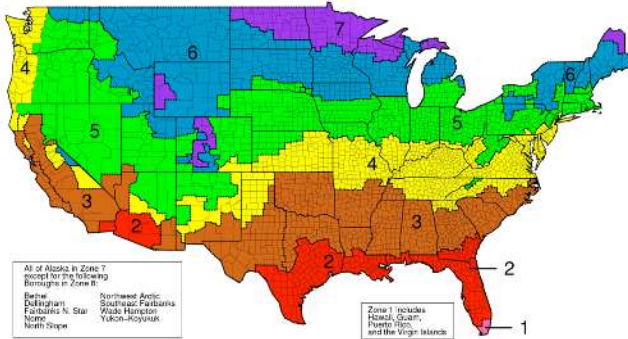 7
6
6
4
5
5
4
3
3
2
2
2
1
All of Alaska in Zone 7
except for the following
Boroughs in Zone 8:
Bethel Northwest Arctic
Dellingham Southeast Fairbanks
Fairbanks N. Star Wade Hampton
Nome Yukon-Koyukuk
North Slope
Zone 1 includes
Hawaii, Guam,
Puerto Rico,
and the Virgin Islands